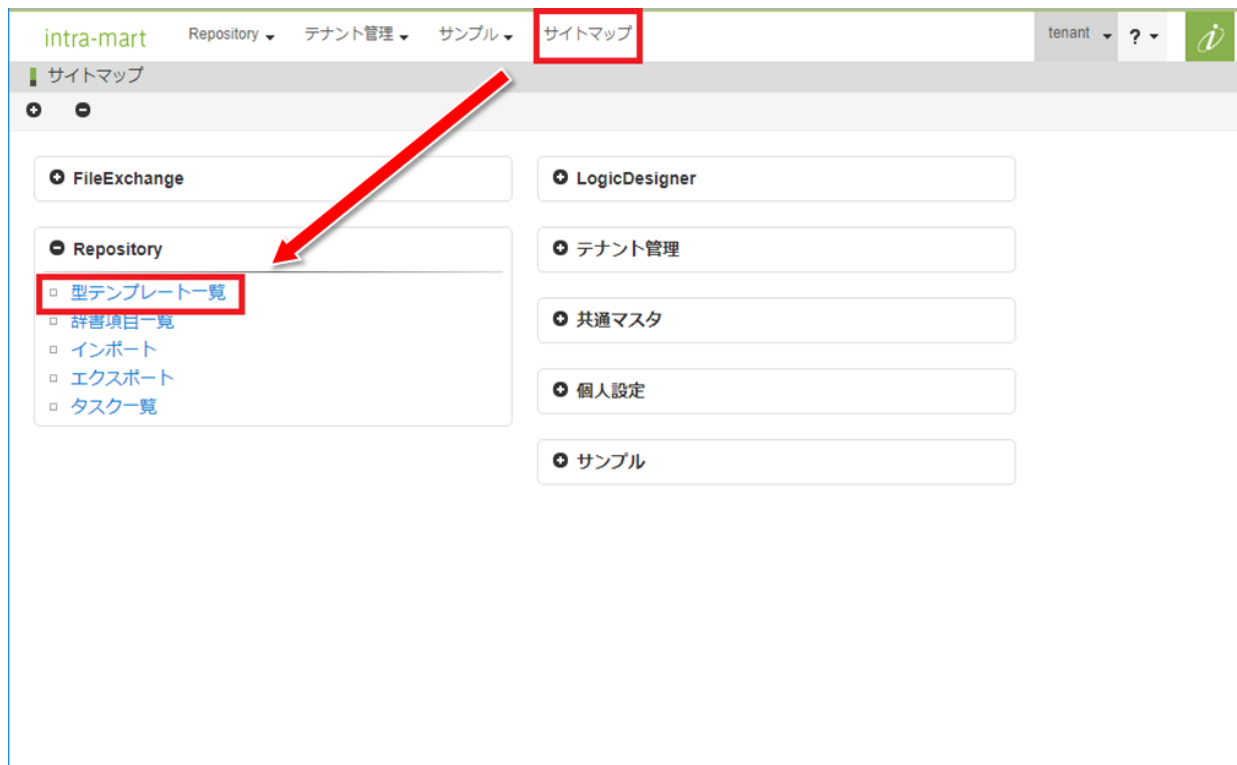 intra-mart Repository テナント管理 サンプル サイトマップ tenant ?
サイトマップ
FileExchange
LogicDesigner
Repository
型テンプレート一覧
辞書項目一覧
インポート
エクスポート
タスク一覧
テナント管理
共通マスタ
個人設定
サンプル